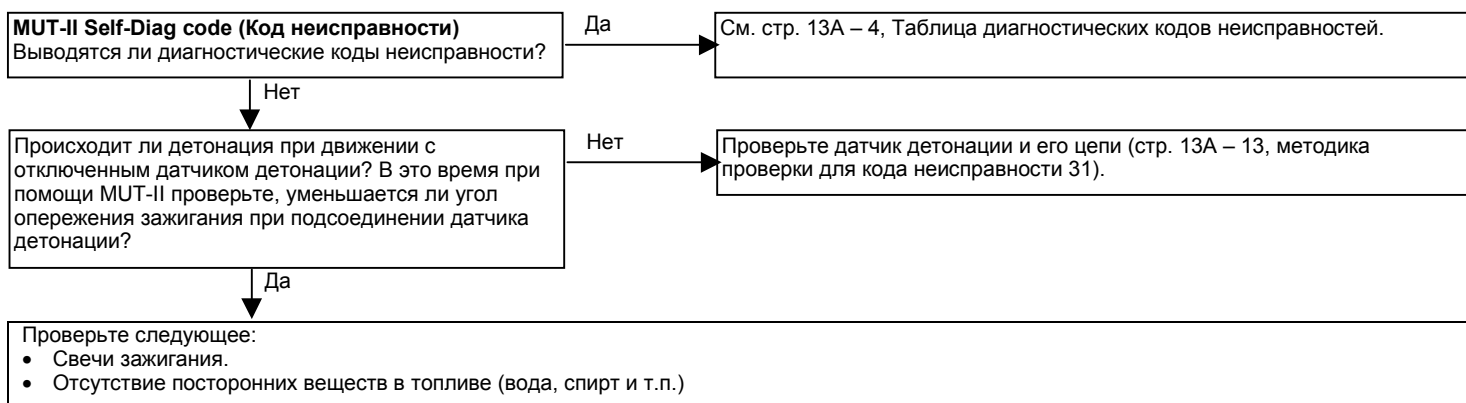 MUT-II Self-Diag code (Код неисправности)
Выводятся ли диагностические коды неисправности?
Да
См. стр. 13А – 4, Таблица диагностических кодов неисправностей.
Нет
Происходит ли детонация при движении с
отключенным датчиком детонации? В это время при
помощи MUT-II проверьте, уменьшается ли угол
опережения зажигания при подсоединении датчика
детонации?
Нет
Проверьте датчик детонации и его цепи (стр. 13А – 13, методика
проверки для кода неисправности 31).
Да
Проверьте следующее:
• Свечи зажигания.
• Отсутствие посторонних веществ в топливе (вода, спирт и т.п.)